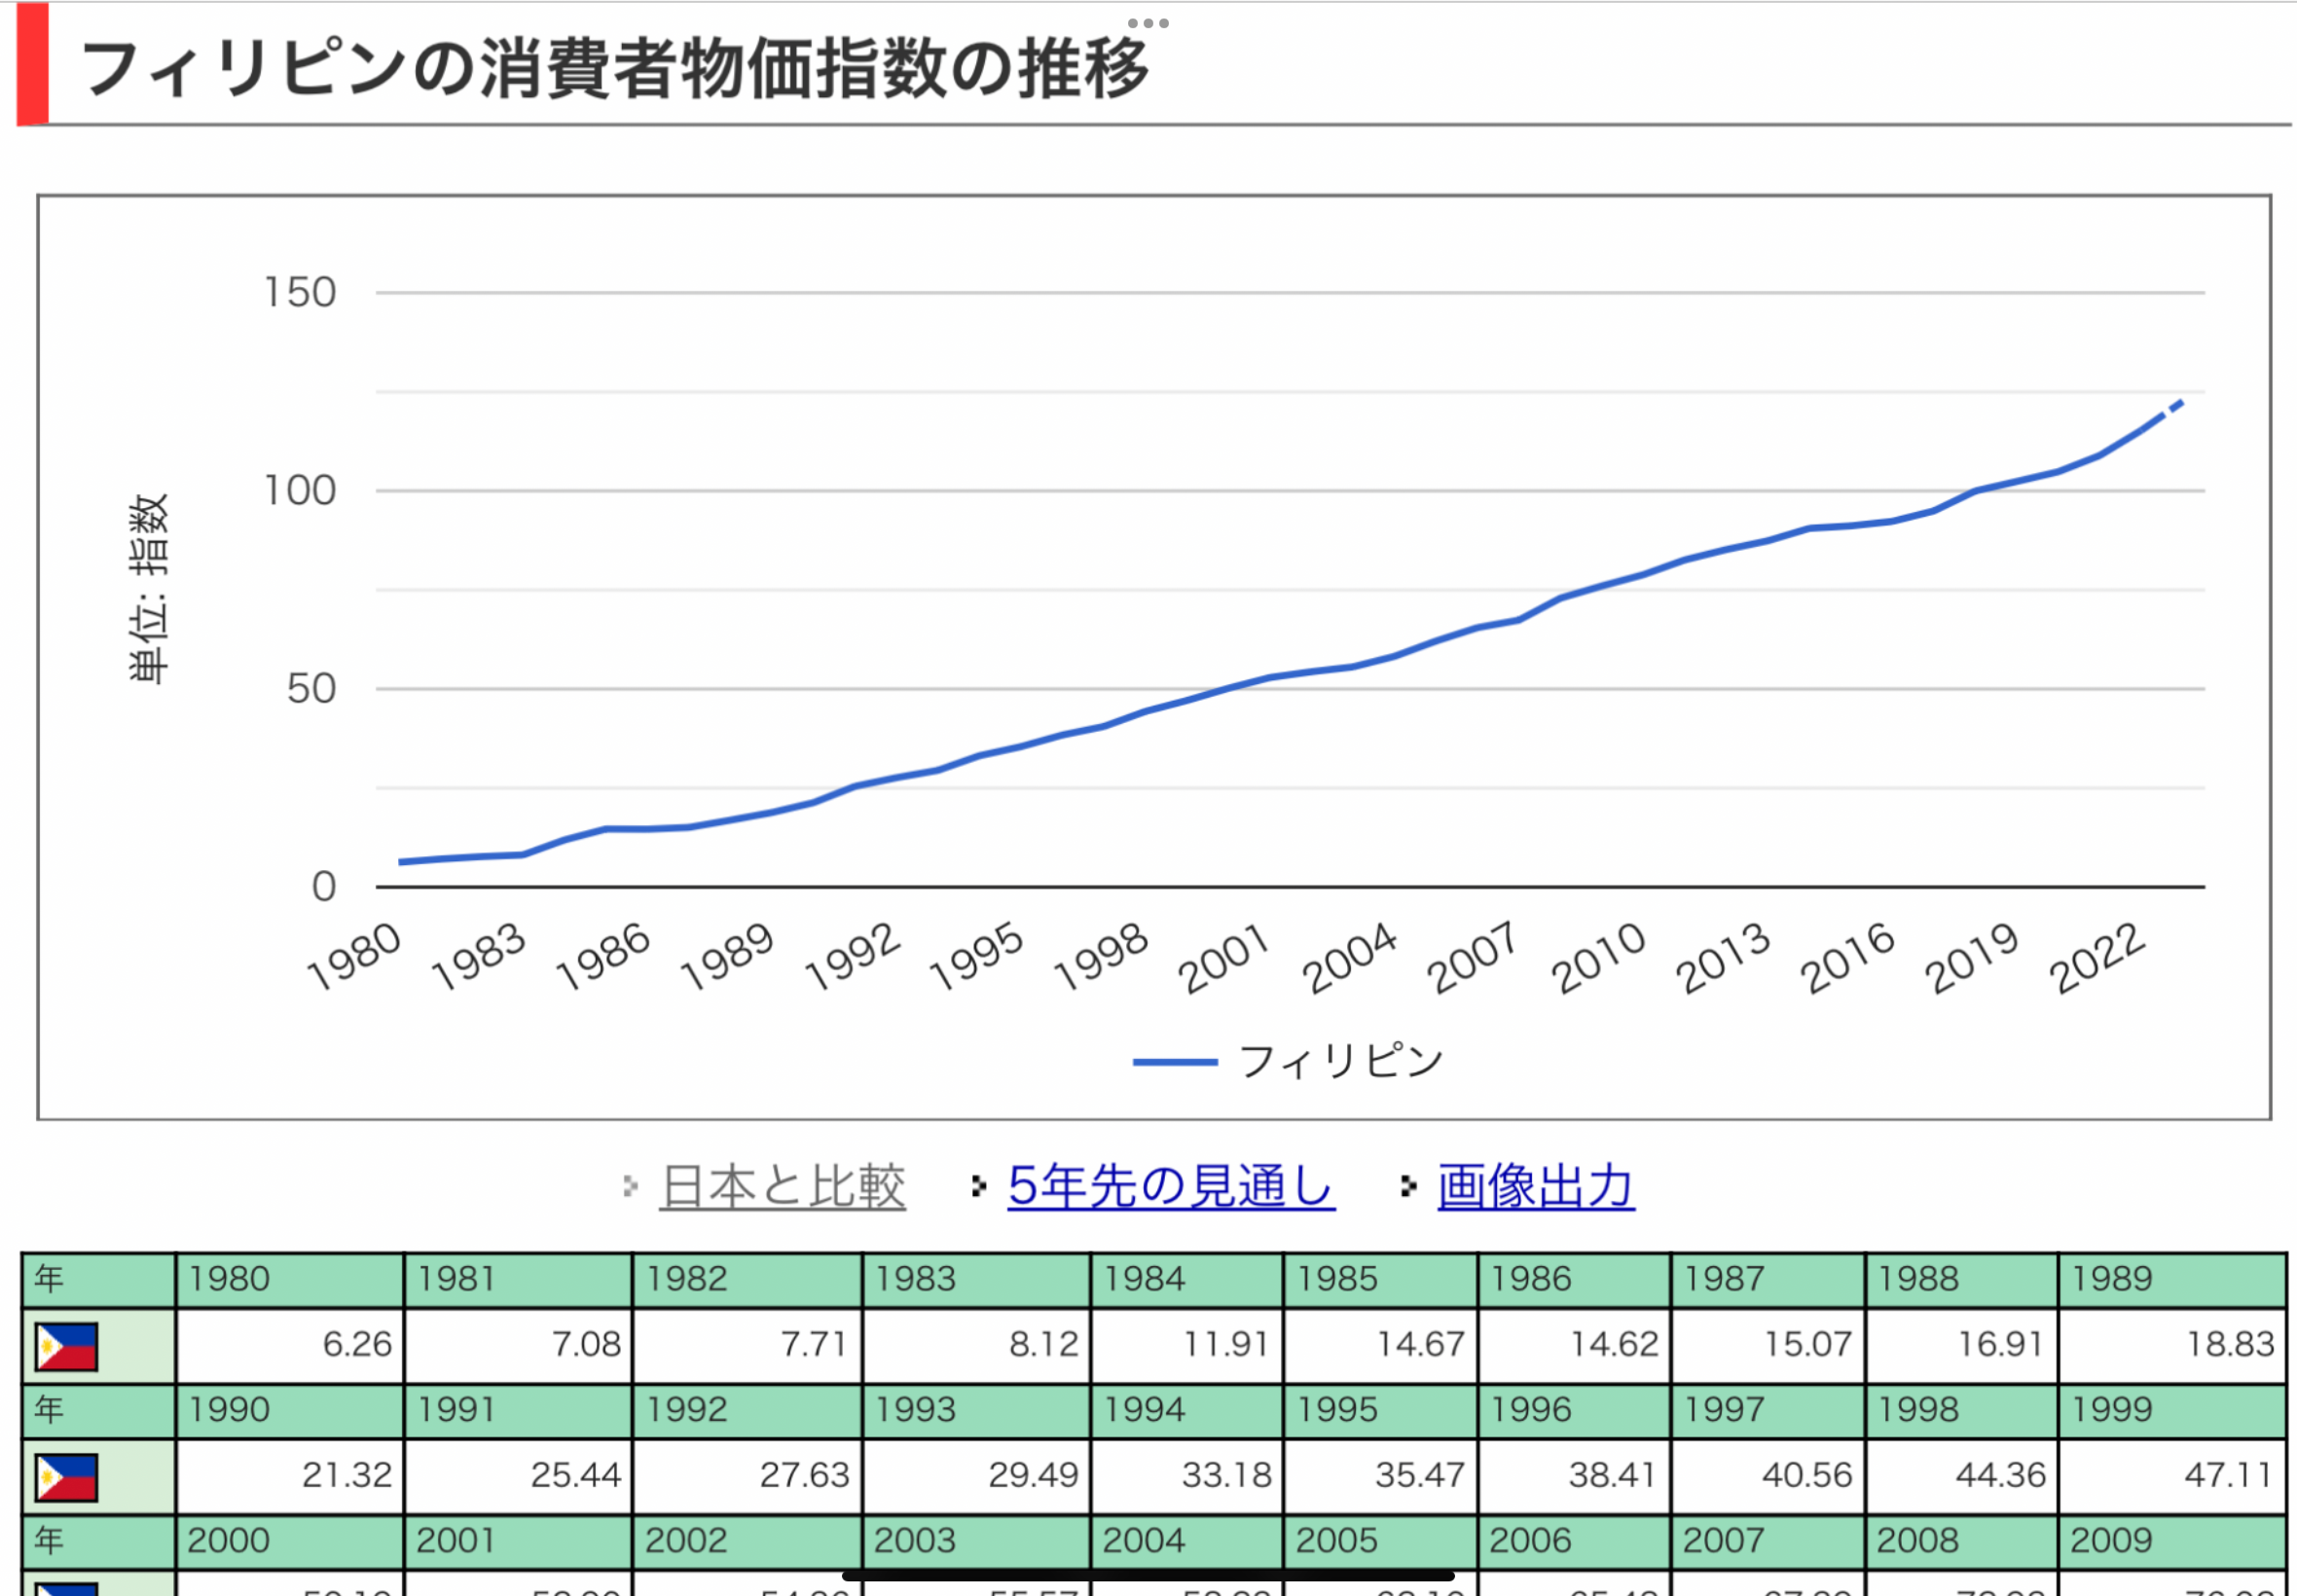 フィリピンの消費者物価指数の推移
150
100
50
0
単位: 指数
1980 1983 1986 1989 1992 1995 1998 2001 2004 2007 2010 2013 2016 2019 2022
フィリピン
日本と比較 5年先の見通し 画像出力
年 1980 1981 1982 1983 1984 1985 1986 1987 1988 1989
6.26 7.08 7.71 8.12 11.91 14.67 14.62 15.07 16.91 18.83
年 1990 1991 1992 1993 1994 1995 1996 1997 1998 1999
21.32 25.44 27.63 29.49 33.18 35.47 38.41 40.56 44.36 47.11
年 2000 2001 2002 2003 2004 2005 2006 2007 2008 2009